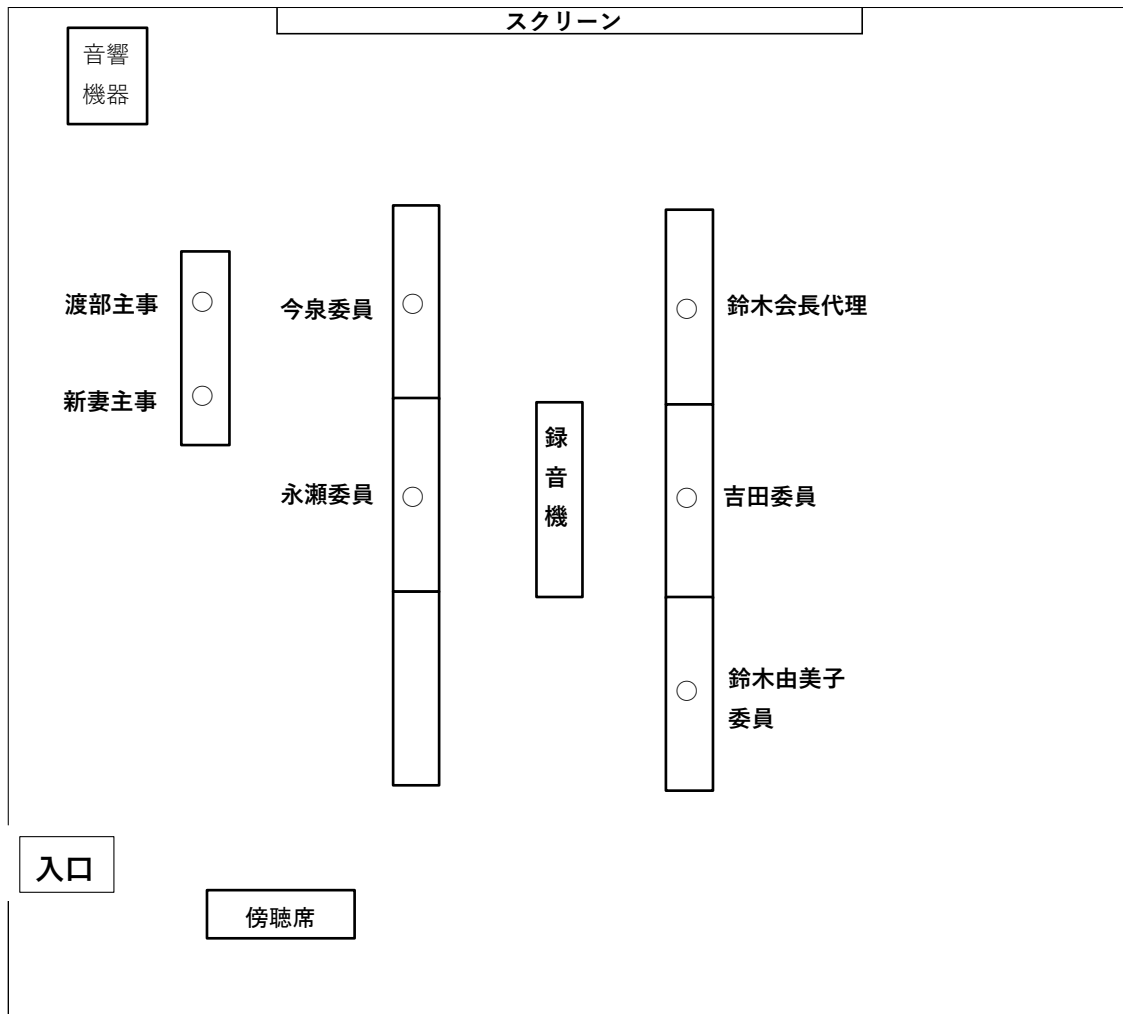 スクリーン
音響
機器
渡部主事
今泉委員
鈴木会長代理
新妻主事
録音機
永瀬委員
吉田委員
鈴木由美子
委員
入口
傍聴席